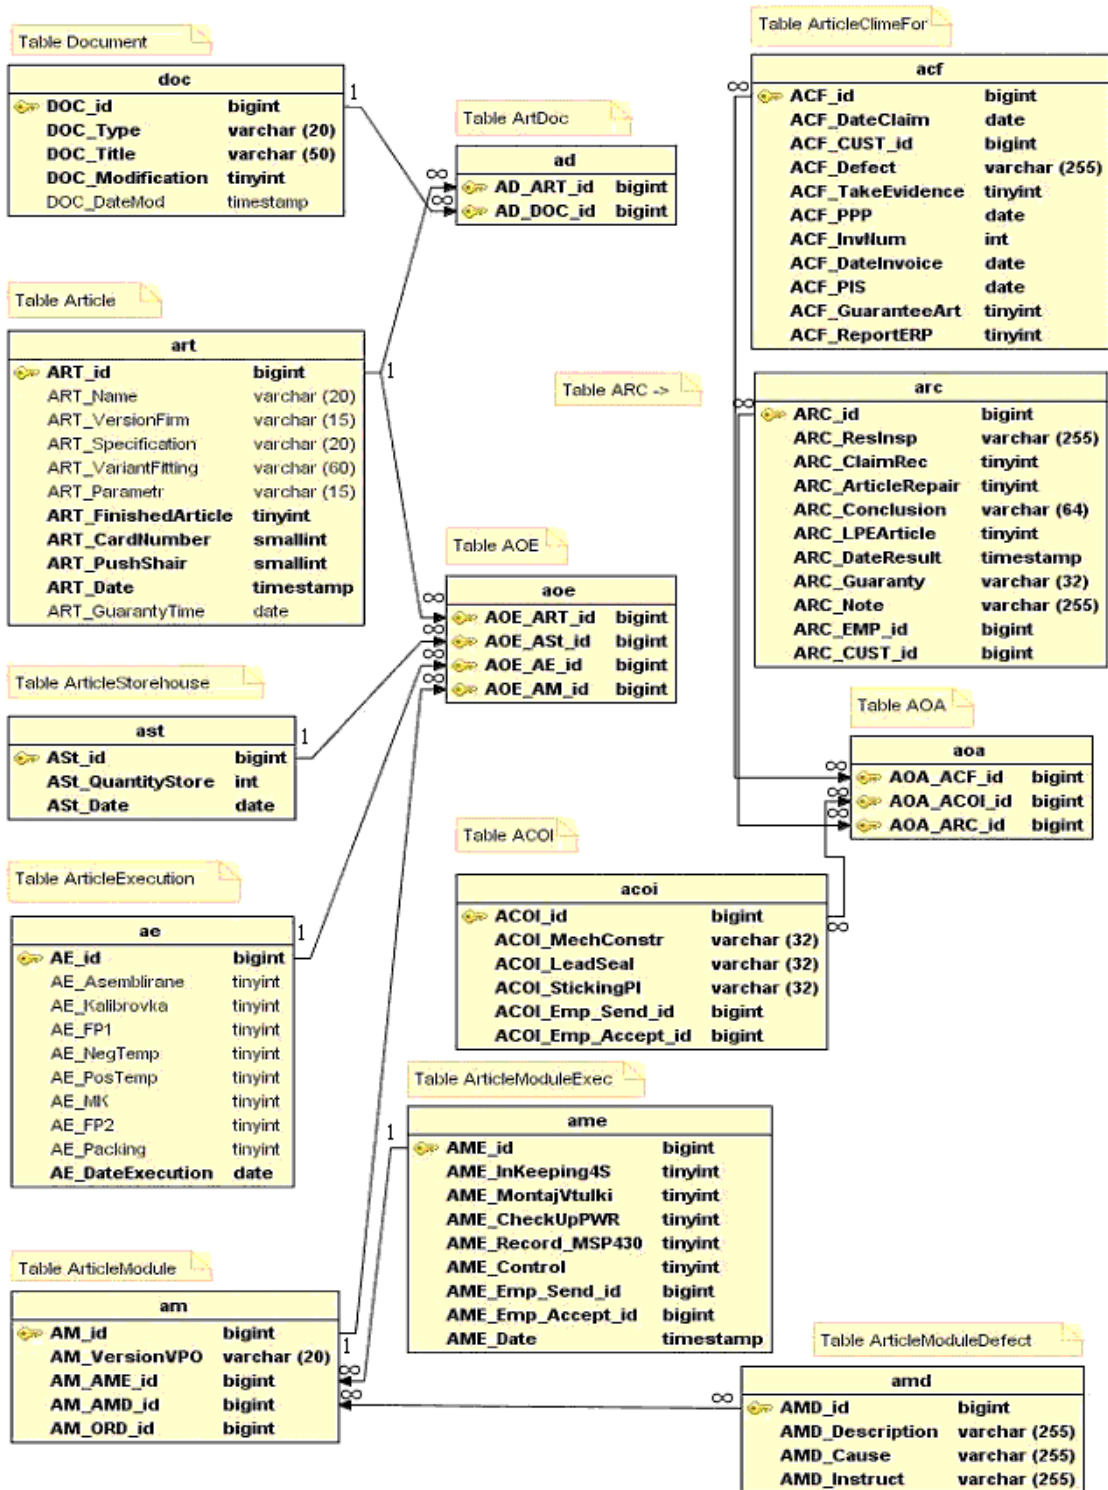 Table Document
doc
DOC_id bigint
DOC_Type varchar (20)
DOC_Title varchar (50)
DOC_Modification tinyint
DOC_DateMod timestamp
1
Table ArtDoc
ad
∞ AD_ART_id bigint
∞ AD_DOC_id bigint
Table ArticleClimeFor
acf
∞ ACF_id bigint
ACF_DateClaim date
ACF_CUST_id bigint
ACF_Defect varchar (255)
ACF_TakeEvidence tinyint
ACF_PPP date
ACF_InvNum int
ACF_DateInvoice date
ACF_PIS date
ACF_GuaranteeArt tinyint
ACF_ReportERP tinyint
Table Article
art
ART_id bigint
1
ART_Name varchar (20)
ART_VersionFirm varchar (15)
ART_Specification varchar (20)
ART_VariantFitting varchar (60)
ART_Parametr varchar (15)
ART_FinishedArticle tinyint
ART_CardNumber smallint
ART_PushShair smallint
ART_Date timestamp
ART_GuarantyTime date
Table ARC ->
arc
∞ ARC_id bigint
ARC_ResInsp varchar (255)
ARC_ClaimRec tinyint
ARC_ArticleRepair tinyint
ARC_Conclusion varchar (64)
ARC_LPEArticle tinyint
ARC_DateResult timestamp
ARC_Guaranty varchar (32)
ARC_Note varchar (255)
ARC_EMP_id bigint
ARC_CUST_id bigint
Table AOE
aoe
∞ AOE_ART_id bigint
∞ AOE_ASt_id bigint
∞ AOE_AE_id bigint
∞ AOE_AM_id bigint
Table ArticleStorehouse
ast
1
ASt_id bigint
ASt_QuantityStore int
ASt_Date date
Table AOA
aoa
∞ AOA_ACF_id bigint
∞ AOA_ACOI_id bigint
∞ AOA_ARC_id bigint
Table ACOI
acoi
ACOI_id bigint
∞
ACOI_MechConstr varchar (32)
ACOI_LeadSeal varchar (32)
ACOI_StickingPl varchar (32)
ACOI_Emp_Send_id bigint
ACOI_Emp_Accept_id bigint
Table ArticleExecution
ae
1
AE_id bigint
AE_Asemblirane tinyint
AE_Kalibrovka tinyint
AE_FP1 tinyint
AE_NegTemp tinyint
AE_PosTemp tinyint
AE_MK tinyint
AE_FP2 tinyint
AE_Packing tinyint
AE_DateExecution date
Table ArticleModuleExec
ame
1
AME_id bigint
AME_InKeeping4S tinyint
AME_MontajVtulki tinyint
AME_CheckUpPWR tinyint
AME_Record_MSP430 tinyint
AME_Control tinyint
AME_Emp_Send_id bigint
AME_Emp_Accept_id bigint
AME_Date timestamp
Table ArticleModule
am
AM_id bigint
1
AM_VersionVPO varchar (20)
AM_AME_id bigint ∞
AM_AMD_id bigint ∞
AM_ORD_id bigint
Table ArticleModuleDefect
amd
∞
AMD_id bigint
AMD_Description varchar (255)
AMD_Cause varchar (255)
AMD_Instruct varchar (255)